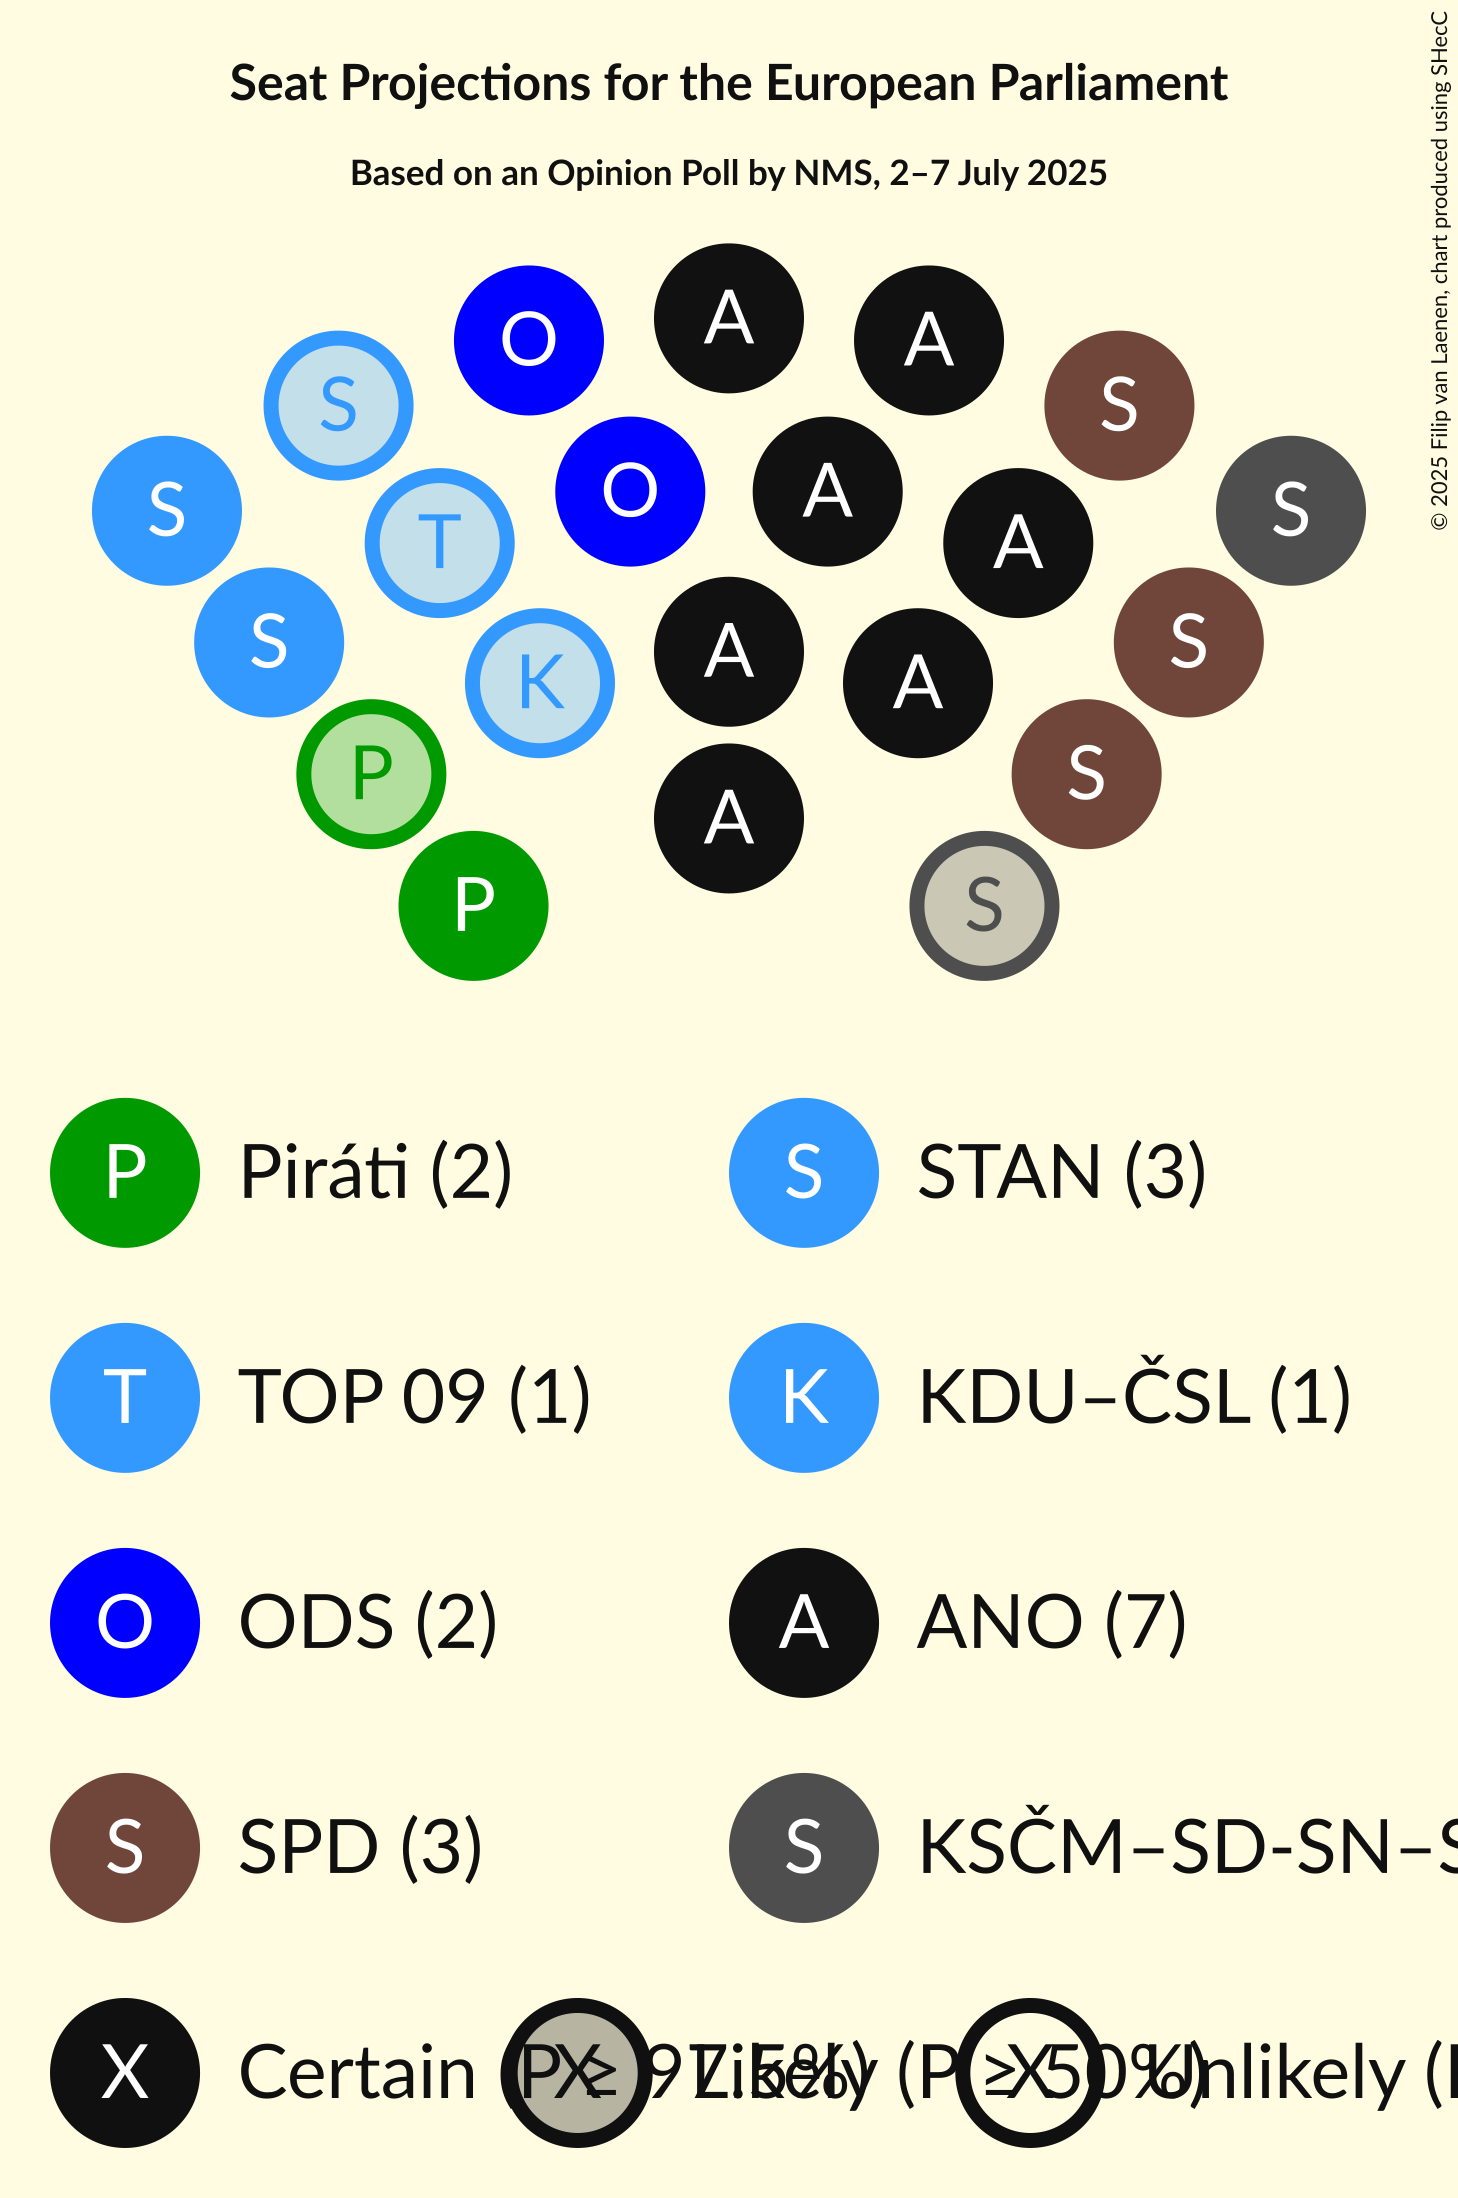 Seat Projections for the European Parliament
Based on an Opinion Poll by NMS, 2–7 July 2025
© 2025 Filip van Laenen, chart produced using SHecC
A
O A
S S
S S
O A
T A
S S
A
K A
P S
A
P S
P Piráti (2) S STAN (3)
T TOP 09 (1) K KDU–ČSL (1)
O ODS (2) A ANO (7)
S SPD (3) S KSČM–SD-SN–S
X Certain (P ≥ 97.5%) X Likely (P ≥ 50%) X Unlikely (